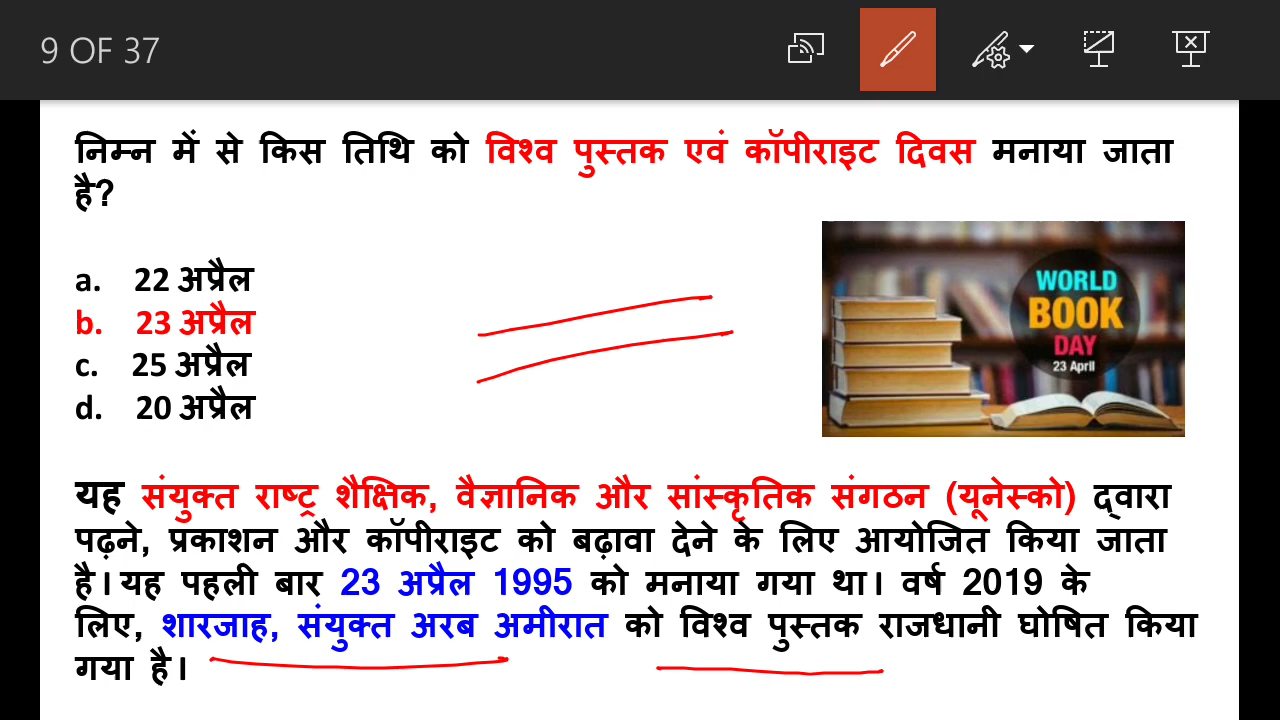 9 OF 37
निम्न में से किस तिथि को विश्व पुस्तक एवं कॉपीराइट दिवस मनाया जाता
है?
a. 22 अप्रैल
b. 23 अप्रैल
c. 25 अप्रैल
d. 20 अप्रैल
WORLD
BOOK
DAY
23 April
यह संयुक्त राष्ट्र शैक्षिक, वैज्ञानिक और सांस्कृतिक संगठन (यूनेस्को) द्वारा
पढ़ने, प्रकाशन और कॉपीराइट को बढ़ावा देने के लिए आयोजित किया जाता
है। यह पहली बार 23 अप्रैल 1995 को मनाया गया था। वर्ष 2019 के
लिए, शारजाह, संयुक्त अरब अमीरात को विश्व पुस्तक राजधानी घोषित किया
गया है।